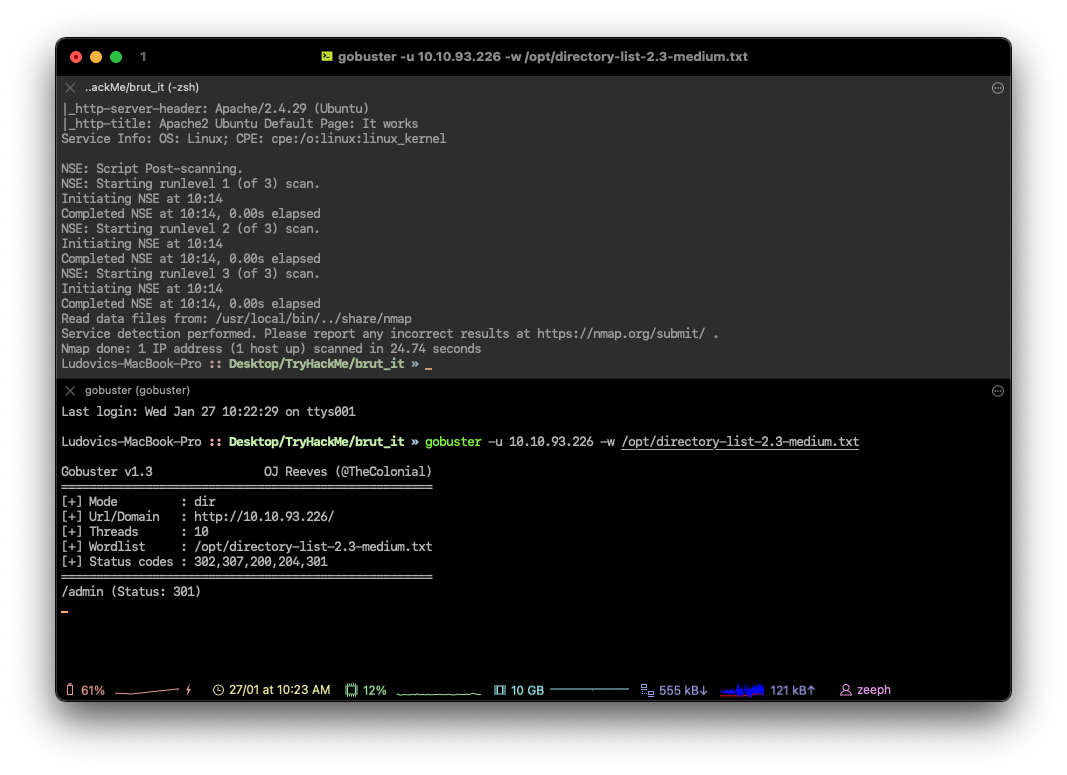 1
gobuster -u 10.10.93.226 -w /opt/directory-list-2.3-medium.txt
..ackMe/brut_it (-zsh)
|_http-server-header: Apache/2.4.29 (Ubuntu)
|_http-title: Apache2 Ubuntu Default Page: It works
Service Info: OS: Linux; CPE: cpe:/o:linux:linux_kernel
NSE: Script Post-scanning.
NSE: Starting runlevel 1 (of 3) scan.
Initiating NSE at 10:14
Completed NSE at 10:14, 0.00s elapsed
NSE: Starting runlevel 2 (of 3) scan.
Initiating NSE at 10:14
Completed NSE at 10:14, 0.00s elapsed
NSE: Starting runlevel 3 (of 3) scan.
Initiating NSE at 10:14
Completed NSE at 10:14, 0.00s elapsed
Read data files from: /usr/local/bin/../share/nmap
Service detection performed. Please report any incorrect results at https://nmap.org/submit/ .
Nmap done: 1 IP address (1 host up) scanned in 24.74 seconds
Ludovics-MacBook-Pro :: Desktop/TryHackMe/brut_it » _
gobuster (gobuster)
Last login: Wed Jan 27 10:22:29 on ttys001
Ludovics-MacBook-Pro :: Desktop/TryHackMe/brut_it » gobuster -u 10.10.93.226 -w /opt/directory-list-2.3-medium.txt
Gobuster v1.3              OJ Reeves (@TheColonial)
=====================================================
[+] Mode         : dir
[+] Url/Domain   : http://10.10.93.226/
[+] Threads      : 10
[+] Wordlist     : /opt/directory-list-2.3-medium.txt
[+] Status codes : 302,307,200,204,301
=====================================================
/admin (Status: 301)
_
61% 27/01 at 10:23 AM 12% 10 GB 555 kB↓ 121 kB↑ zeeph